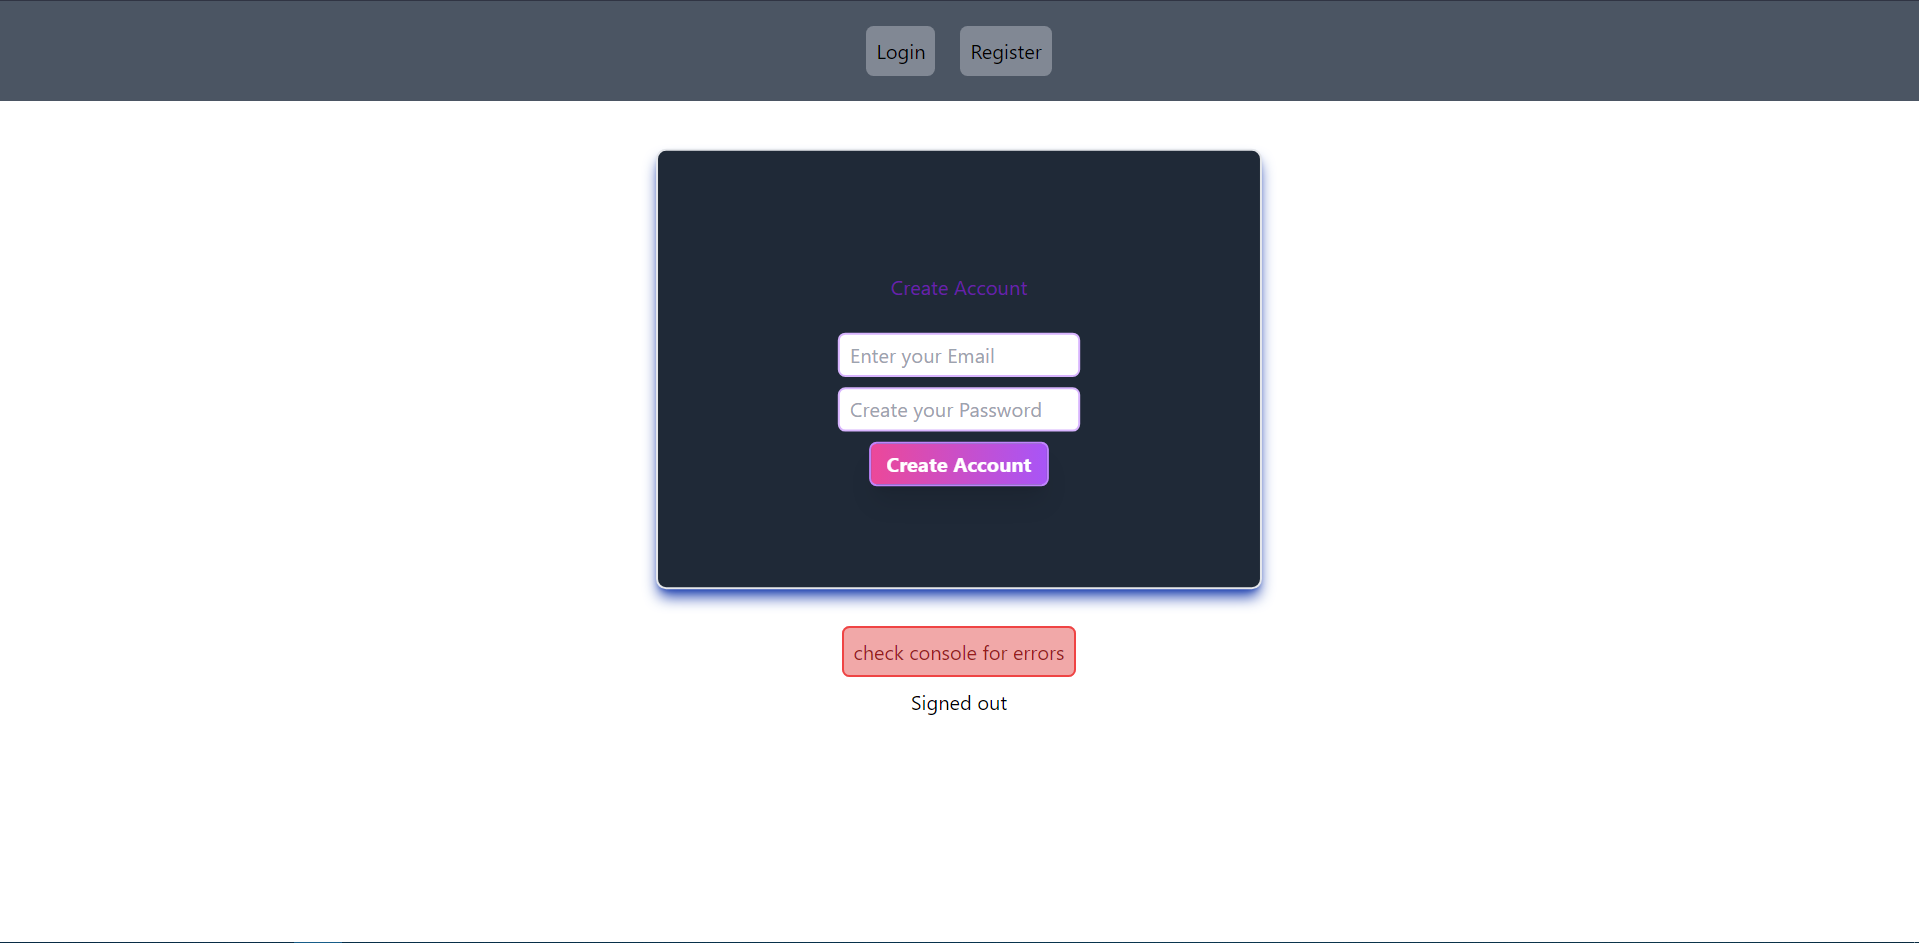 Login Register
Create Account
Enter your Email
Create your Password
Create Account
check console for errors
Signed out